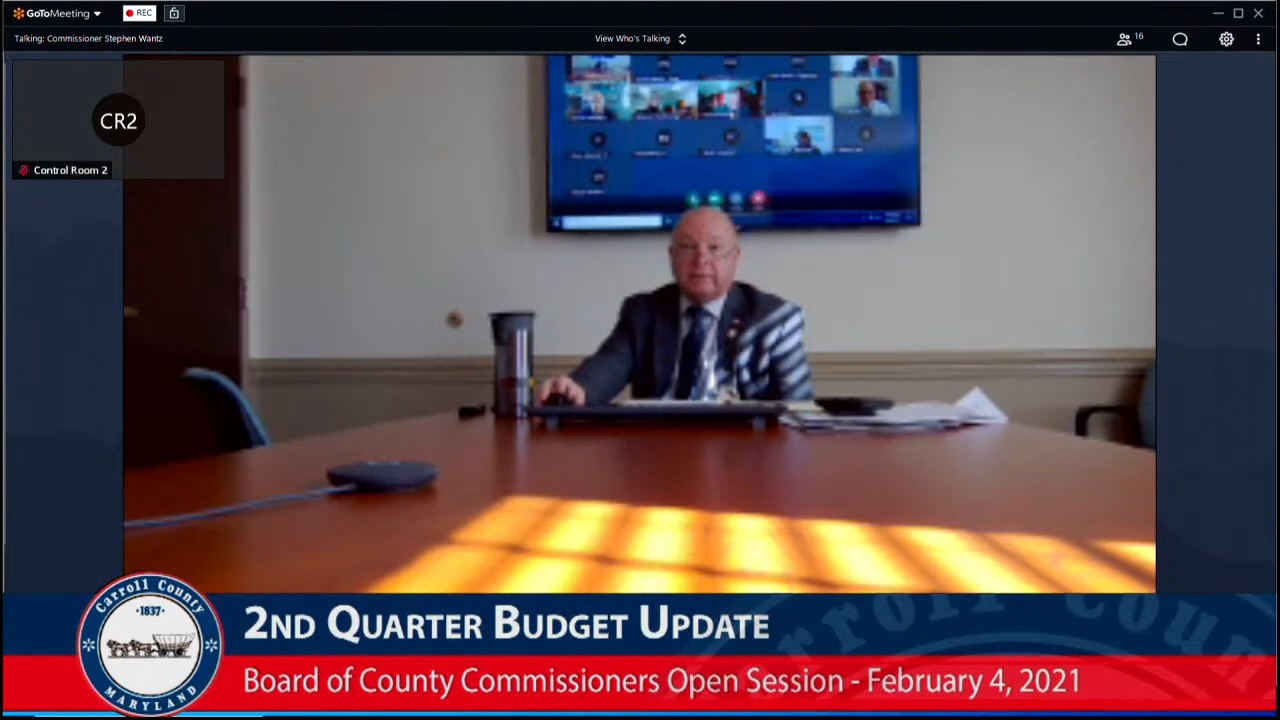 GoToMeeting
REC
Talking: Commissioner Stephen Wantz
View Who's Talking
16
CR2
Control Room 2
Carroll County
·1837·
MARYLAND
2ND QUARTER BUDGET UPDATE
Board of County Commissioners Open Session - February 4, 2021